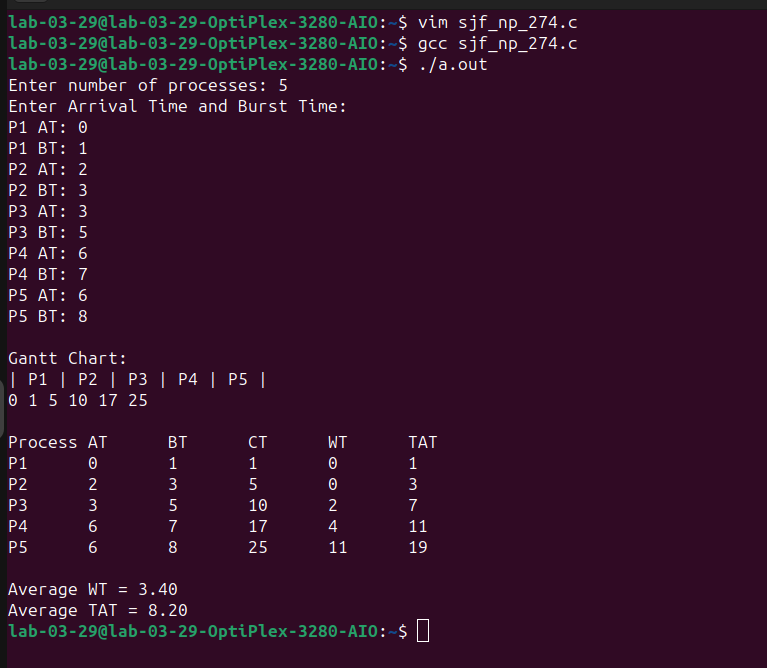 lab-03-29@lab-03-29-OptiPlex-3280-AIO:~$ vim sjf_np_274.c
lab-03-29@lab-03-29-OptiPlex-3280-AIO:~$ gcc sjf_np_274.c
lab-03-29@lab-03-29-OptiPlex-3280-AIO:~$ ./a.out
Enter number of processes: 5
Enter Arrival Time and Burst Time:
P1 AT: 0
P1 BT: 1
P2 AT: 2
P2 BT: 3
P3 AT: 3
P3 BT: 5
P4 AT: 6
P4 BT: 7
P5 AT: 6
P5 BT: 8

Gantt Chart:
| P1 | P2 | P3 | P4 | P5 |
0 1 5 10 17 25

Process AT      BT      CT      WT      TAT
P1      0       1       1       0       1
P2      2       3       5       0       3
P3      3       5       10      2       7
P4      6       7       17      4       11
P5      6       8       25      11      19

Average WT = 3.40
Average TAT = 8.20
lab-03-29@lab-03-29-OptiPlex-3280-AIO:~$